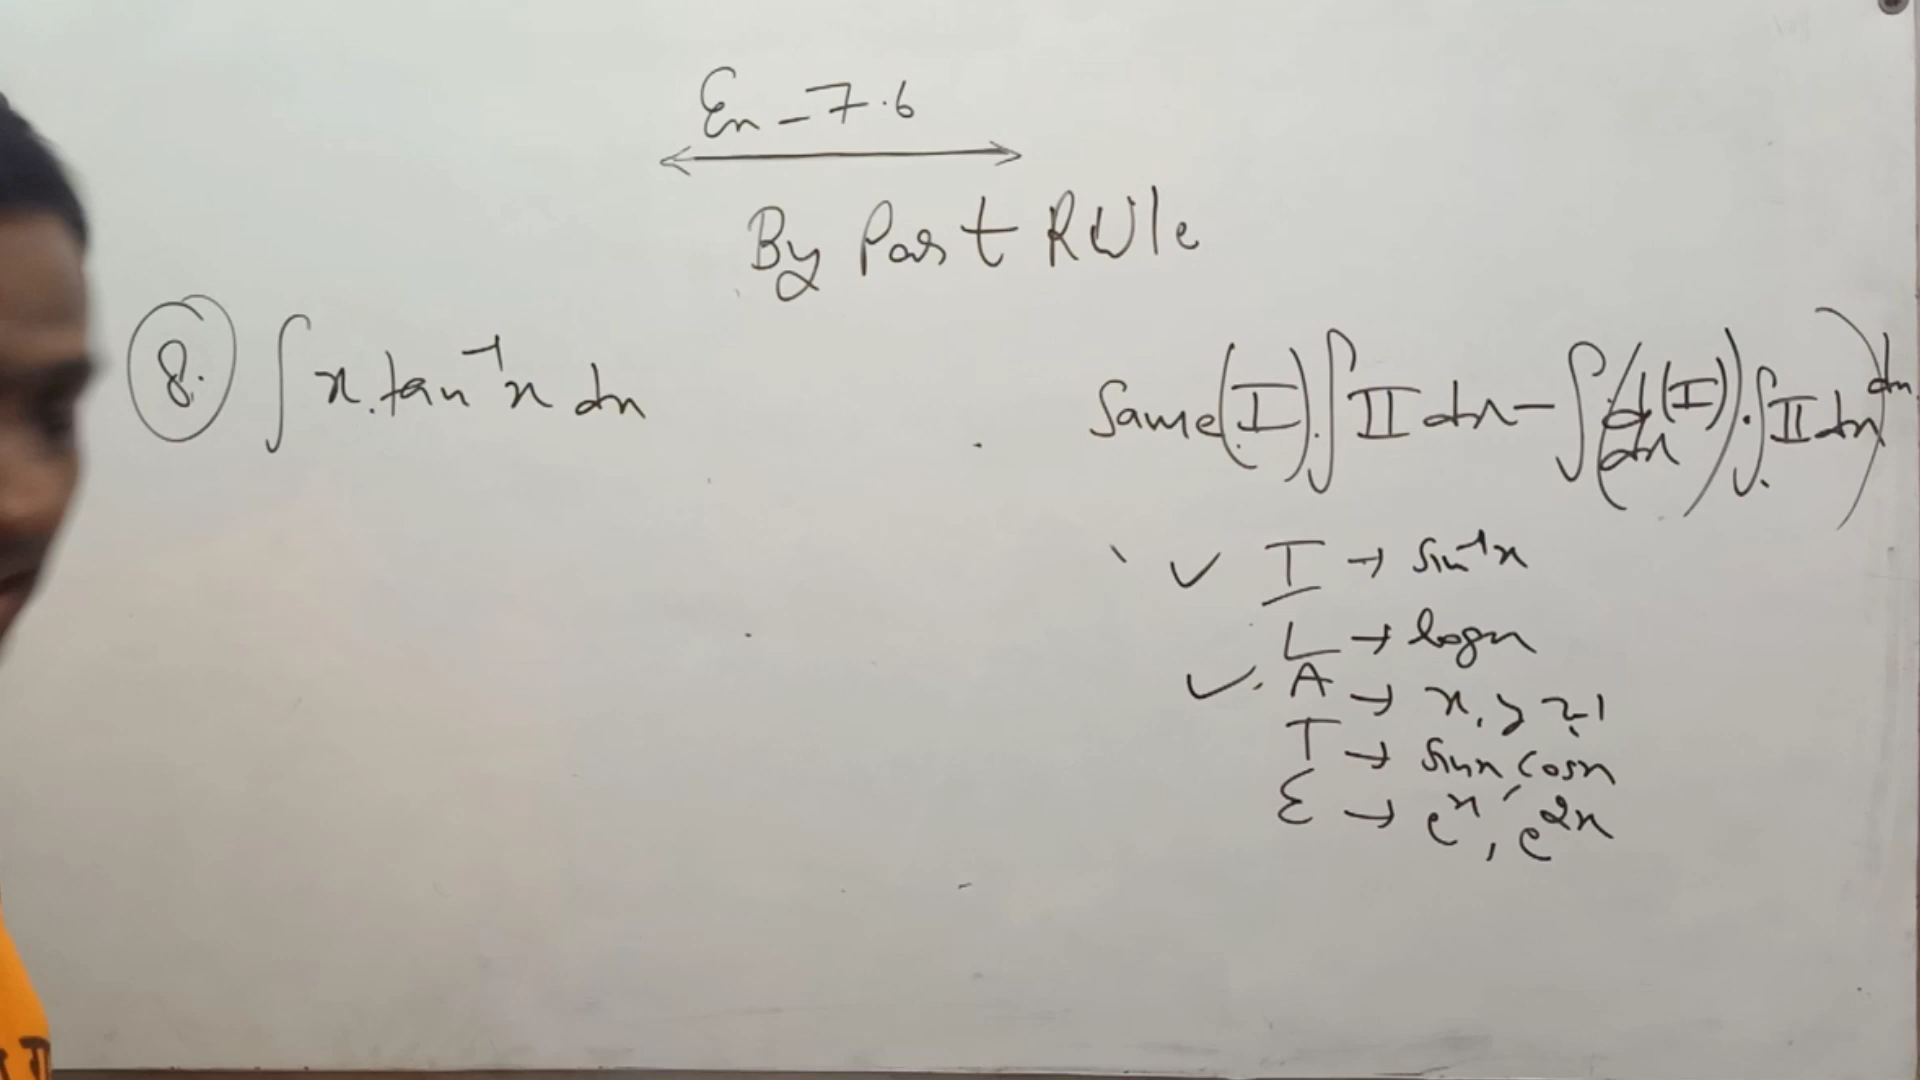 Ex - 7.6
By Part Rule
8. ∫ x.tan⁻¹x dx
Same(I).∫II dx - ∫(d/dx(I).∫II dx)dx
✓ I → Sin⁻¹x
L → logx
✓ A → x,
T → Sinx, Cosx
E → eˣ, e²ˣ